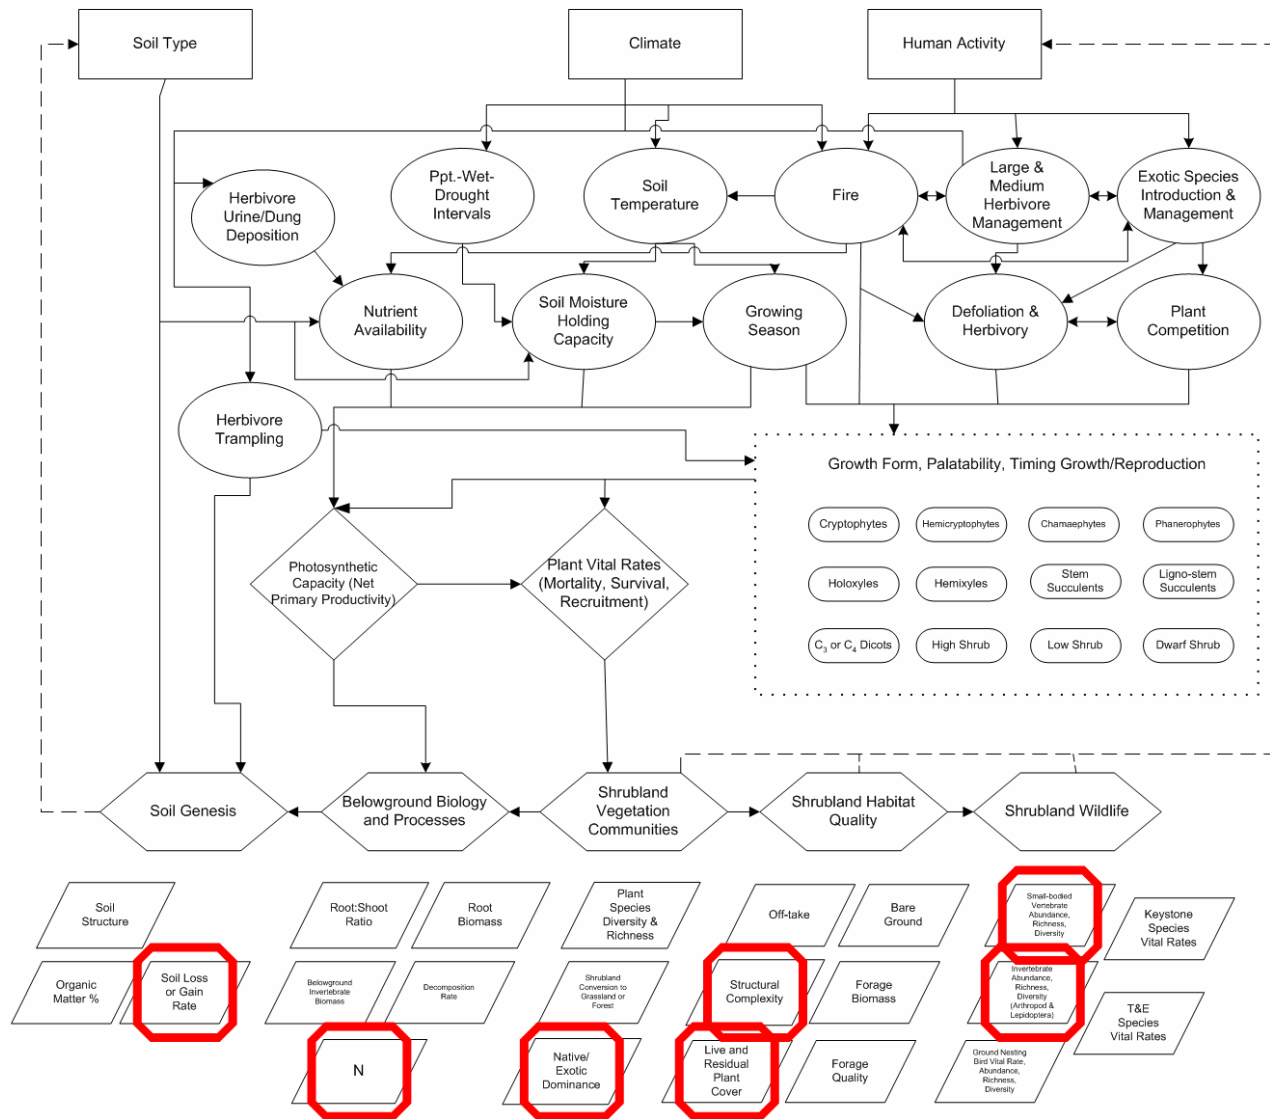 Soil Type
Climate
Human Activity
Herbivore
Urine/Dung
Deposition
Ppt.-Wet-
Drought
Intervals
Soil
Temperature
Fire
Large &
Medium
Herbivore
Management
Exotic Species
Introduction &
Management
Nutrient
Availability
Soil Moisture
Holding
Capacity
Growing
Season
Defoliation &
Herbivory
Plant
Competition
Herbivore
Trampling
Growth Form, Palatability, Timing Growth/Reproduction
Cryptophytes
Hemicryptophytes
Chamaephytes
Phanerophytes
Holoxyles
Hemixyles
Stem
Succulents
Ligno-stem
Succulents
C3 or C4 Dicots
High Shrub
Low Shrub
Dwarf Shrub
Photosynthetic
Capacity (Net
Primary Productivity)
Plant Vital Rates
(Mortality, Survival,
Recruitment)
Soil Genesis
Belowground Biology
and Processes
Shrubland
Vegetation
Communities
Shrubland Habitat
Quality
Shrubland Wildlife
Soil
Structure
Root:Shoot
Ratio
Root
Biomass
Plant
Species
Diversity &
Richness
Off-take
Bare
Ground
Small-bodied
Vertebrate
Abundance,
Richness,
Diversity
Keystone
Species
Vital Rates
Organic
Matter %
Soil Loss
or Gain
Rate
Belowground
Invertebrate
Biomass
Decomposition
Rate
Shrubland
Conversion to
Grassland or
Forest
Structural
Complexity
Forage
Biomass
Invertebrate
Abundance,
Richness,
Diversity
(Arthropod &
Lepidoptera)
T&E
Species
Vital Rates
N
Native/
Exotic
Dominance
Live and
Residual
Plant
Cover
Forage
Quality
Ground Nesting
Bird Vital Rate,
Abundance,
Richness,
Diversity